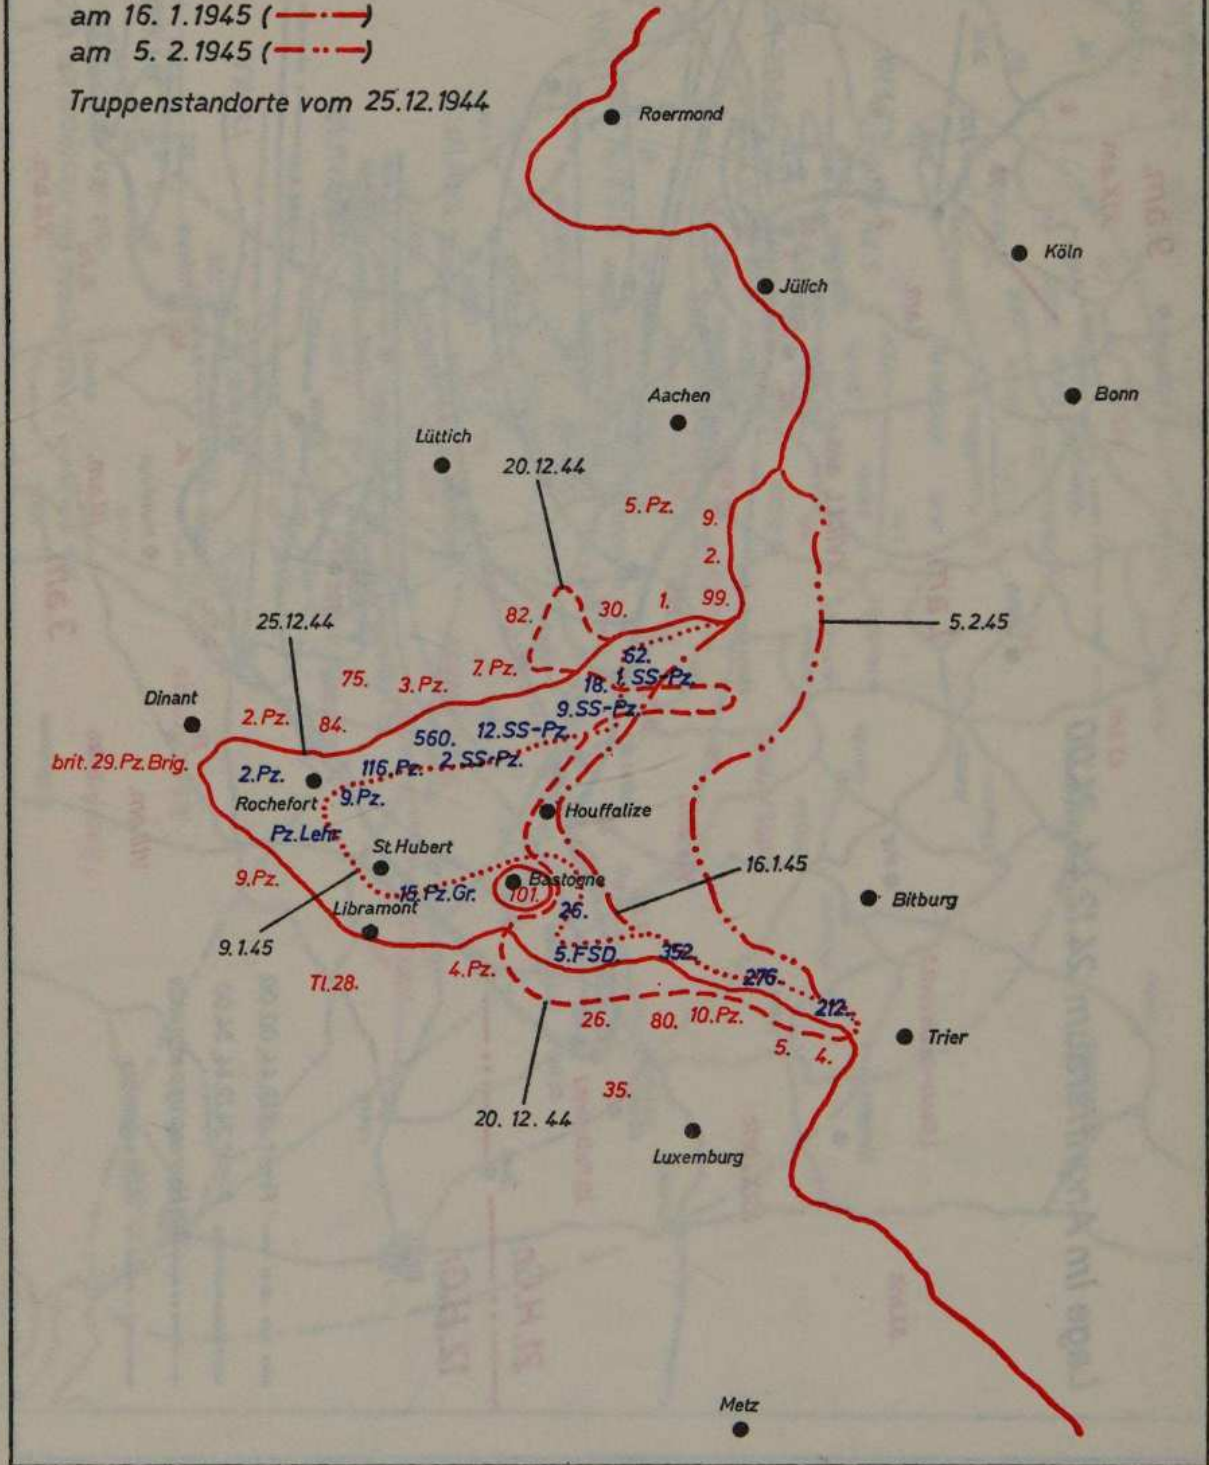 am 16. 1. 1945 (
am 5. 2. 1945 (
Truppenstandorte vom 25.12.1944
Roermond
Köln
Jülich
Aachen
Bonn
Lüttich
20.12.44
5.Pz.
9.
2.
82.
30.
1.
99.
25.12.44
5.2.45
62.
75.
3.Pz.
7.Pz.
18.
1.SS-Pz.
Dinant
2.Pz.
84.
9.SS-Pz.
560.
12.SS-Pz.
brit. 29.Pz.Brig.
2.Pz.
116.Pz.
2.SS-Pz.
Rochefort
9.Pz.
Houffalize
Pz.Lehr
St.Hubert
16.1.45
9.Pz.
15.Pz.Gr.
Bastogne
101.
Bitburg
Libramont
26.
9.1.45
5.FSD.
352.
4.Pz.
276.
Tl.28.
212.
26.
80.
10.Pz.
5.
4.
Trier
35.
20.12.44
Luxemburg
Metz